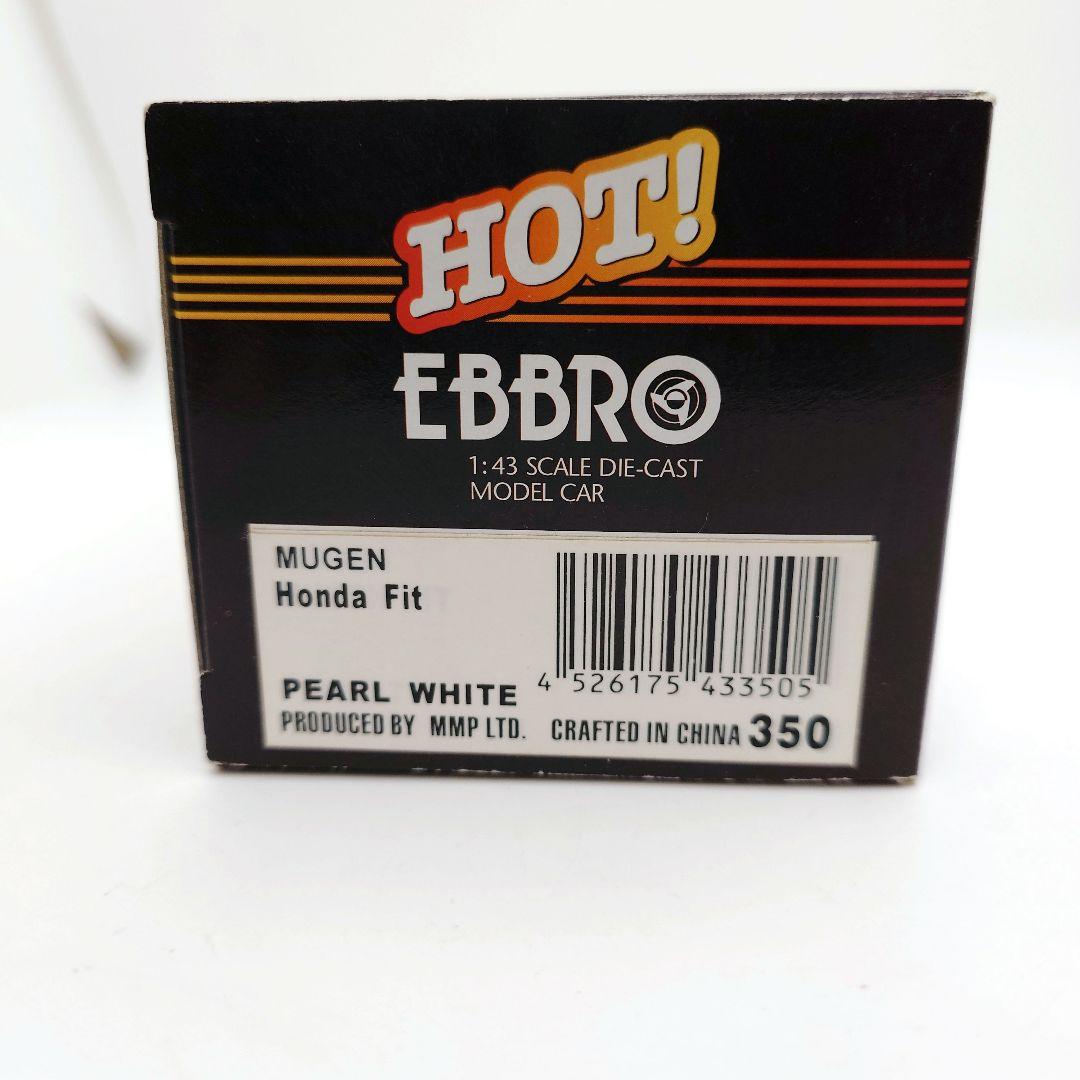 HOT!
EBBRO
1:43 SCALE DIE-CAST
MODEL CAR
MUGEN
Honda Fit
PEARL WHITE
4 526175 433505
PRODUCED BY MMP LTD. CRAFTED IN CHINA 350